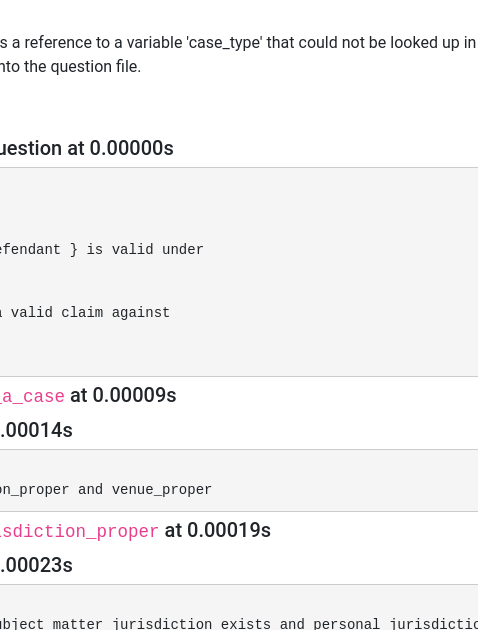 s a reference to a variable 'case_type' that could not be looked up in
nto the question file.
uestion at 0.00000s
efendant } is valid under
a valid claim against
_a_case at 0.00009s
.00014s
on_proper and venue_proper
isdiction_proper at 0.00019s
.00023s
ubject matter jurisdiction exists and personal jurisdictio